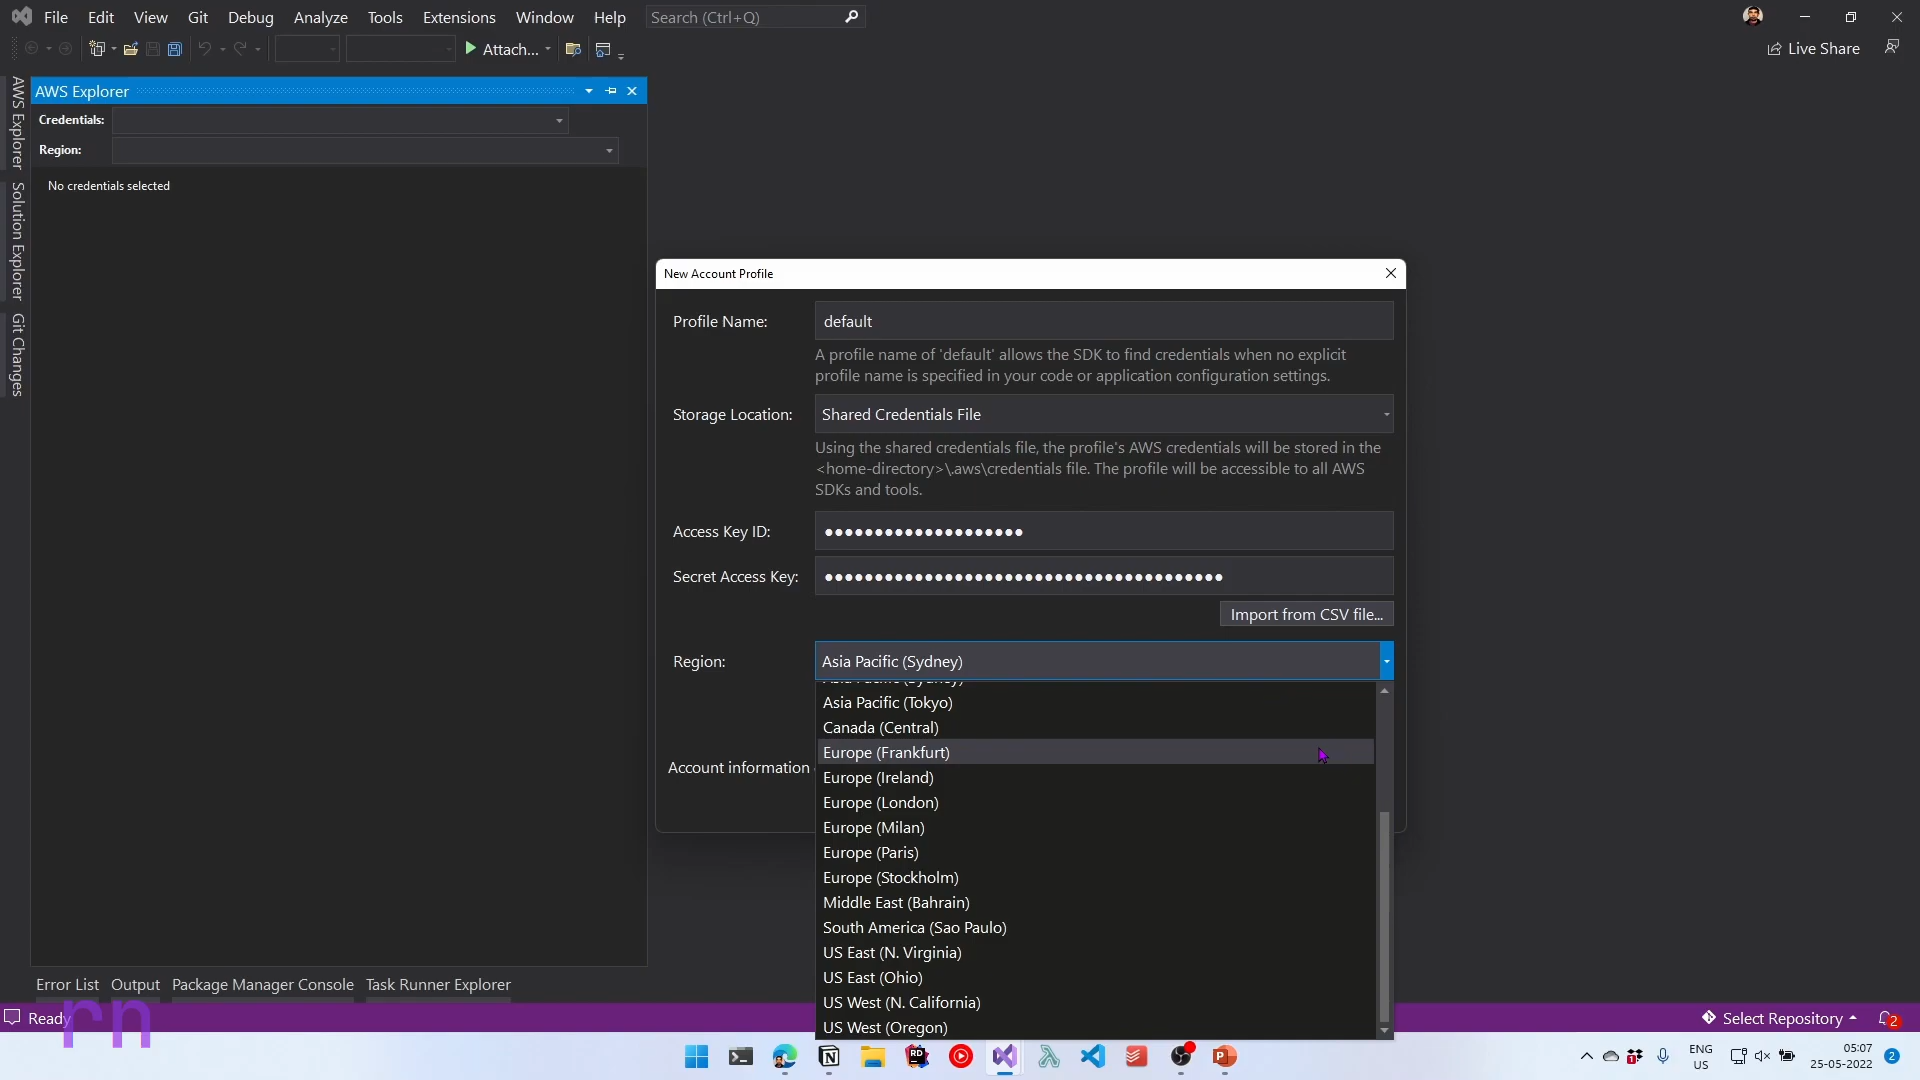 File Edit View Git Debug Analyze Tools Extensions Window Help Search (Ctrl+Q)
Attach... Live Share
AWS Explorer
Solution Explorer
Git Changes
AWS Explorer
Credentials:
Region:
No credentials selected
New Account Profile
Profile Name: default
A profile name of 'default' allows the SDK to find credentials when no explicit
profile name is specified in your code or application configuration settings.
Storage Location: Shared Credentials File
Using the shared credentials file, the profile's AWS credentials will be stored in the
<home-directory>\.aws\credentials file. The profile will be accessible to all AWS
SDKs and tools.
Access Key ID: ●●●●●●●●●●●●●●●●●●●●
Secret Access Key: ●●●●●●●●●●●●●●●●●●●●●●●●●●●●●●●●●●●●●●●●
Import from CSV file...
Region: Asia Pacific (Sydney)
Asia Pacific (Sydney)
Asia Pacific (Tokyo)
Canada (Central)
Europe (Frankfurt)
Account information
Europe (Ireland)
Europe (London)
Europe (Milan)
Europe (Paris)
Europe (Stockholm)
Middle East (Bahrain)
South America (Sao Paulo)
US East (N. Virginia)
US East (Ohio)
US West (N. California)
US West (Oregon)
Error List Output Package Manager Console Task Runner Explorer
Ready
rn
Select Repository 2
RD
P
1
ENG
US
05:07
25-05-2022
2